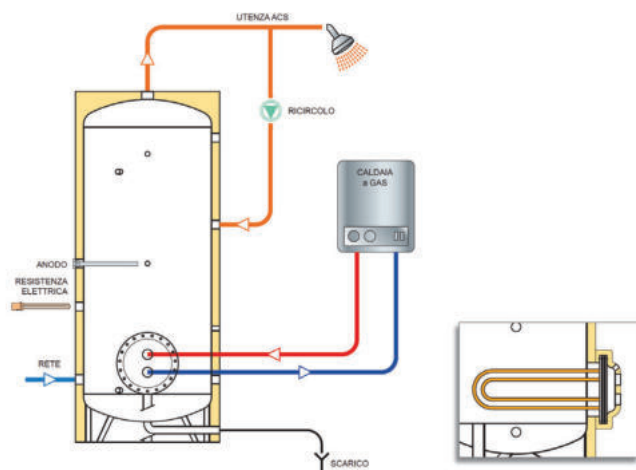 UTENZA ACS
RICIRCOLO
CALDAIA
a GAS
ANODO
RESISTENZA
ELETTRICA
RETE
SCARICO